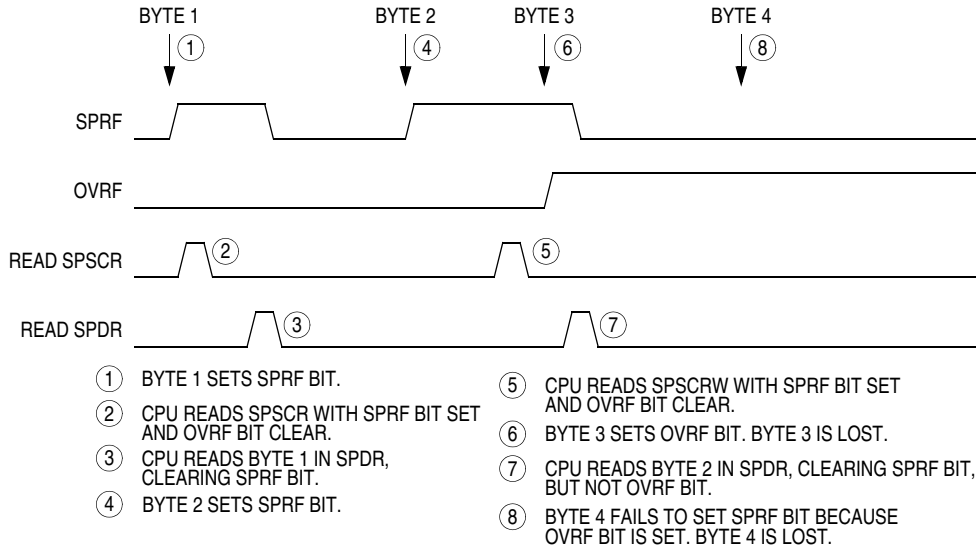 BYTE 1 BYTE 2 BYTE 3 BYTE 4
1 4 6 8
SPRF
OVRF
READ SPSCR 2 5
READ SPDR 3 7
1 BYTE 1 SETS SPRF BIT.
2 CPU READS SPSCR WITH SPRF BIT SET
AND OVRF BIT CLEAR.
3 CPU READS BYTE 1 IN SPDR,
CLEARING SPRF BIT.
4 BYTE 2 SETS SPRF BIT.
5 CPU READS SPSCRW WITH SPRF BIT SET
AND OVRF BIT CLEAR.
6 BYTE 3 SETS OVRF BIT. BYTE 3 IS LOST.
7 CPU READS BYTE 2 IN SPDR, CLEARING SPRF BIT,
BUT NOT OVRF BIT.
8 BYTE 4 FAILS TO SET SPRF BIT BECAUSE
OVRF BIT IS SET. BYTE 4 IS LOST.